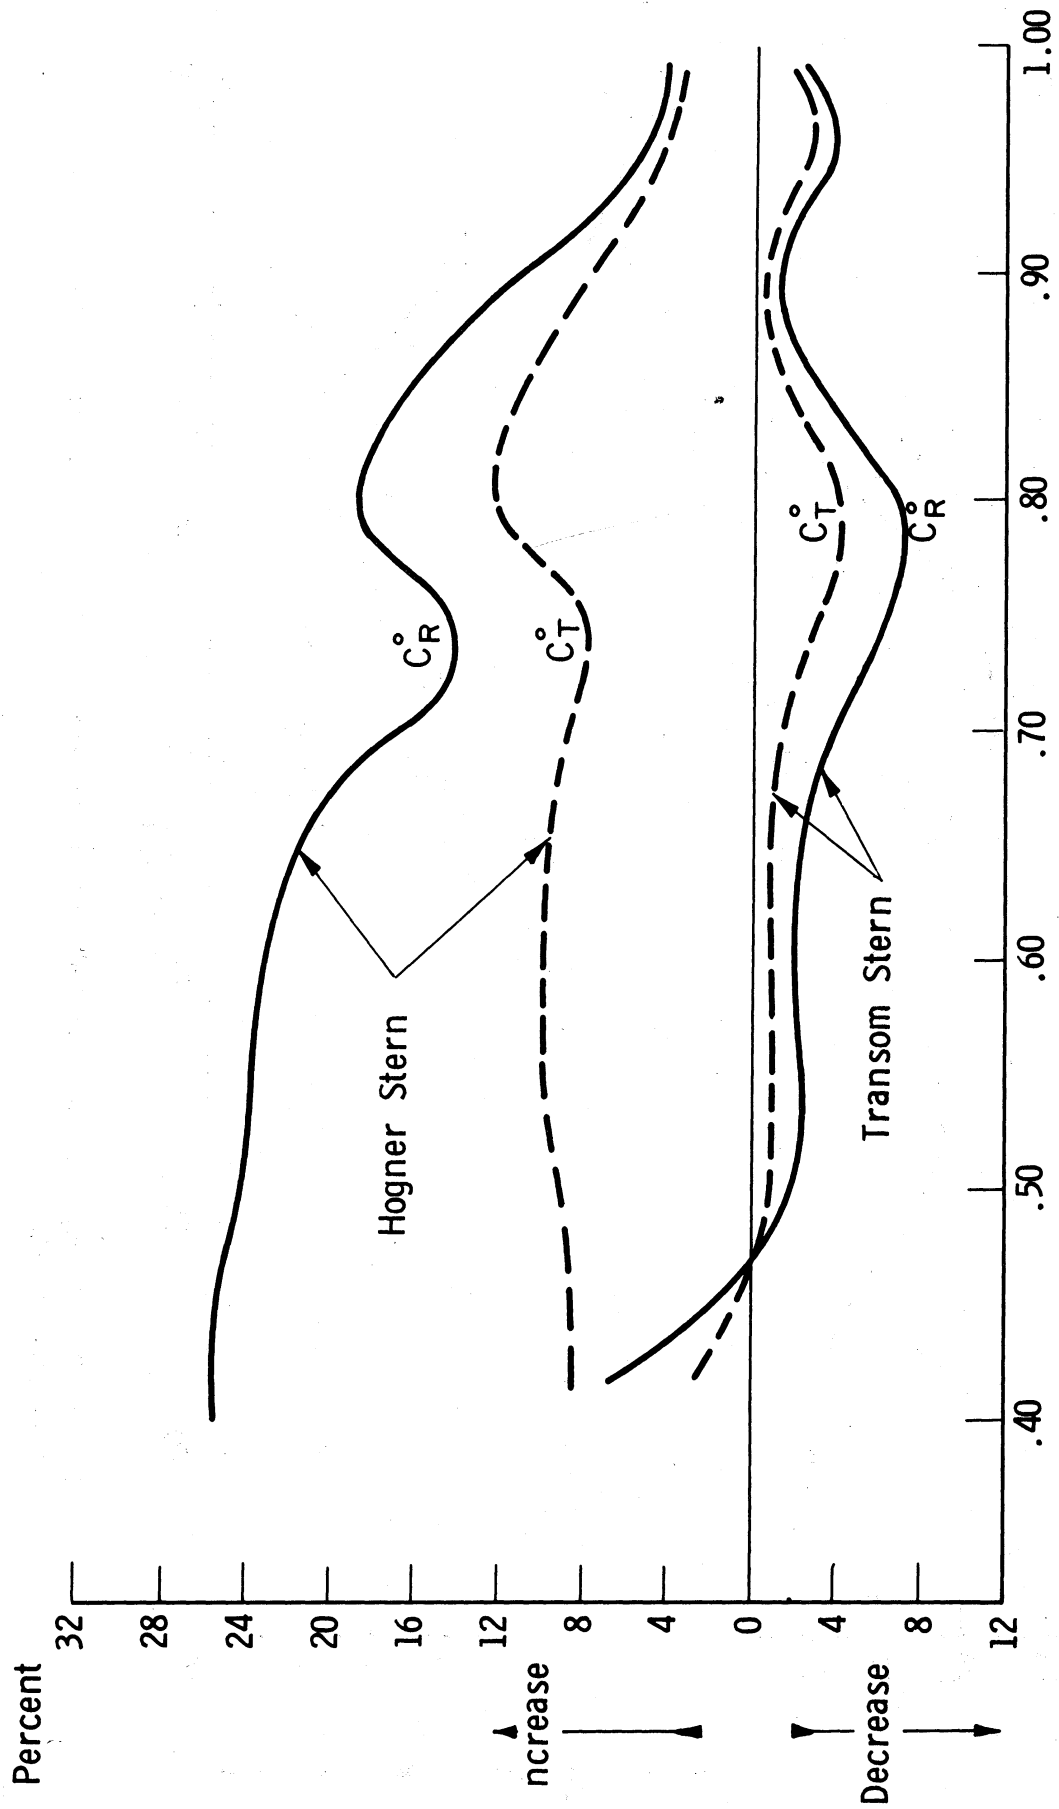 Percent
32
28
24
20
16
12
8
4
0
4
8
12
ncrease
Decrease
Hogner Stern
Transom Stern
C°R
C°T
C°T
C°R
.40
.50
.60
.70
.80
.90
1.00